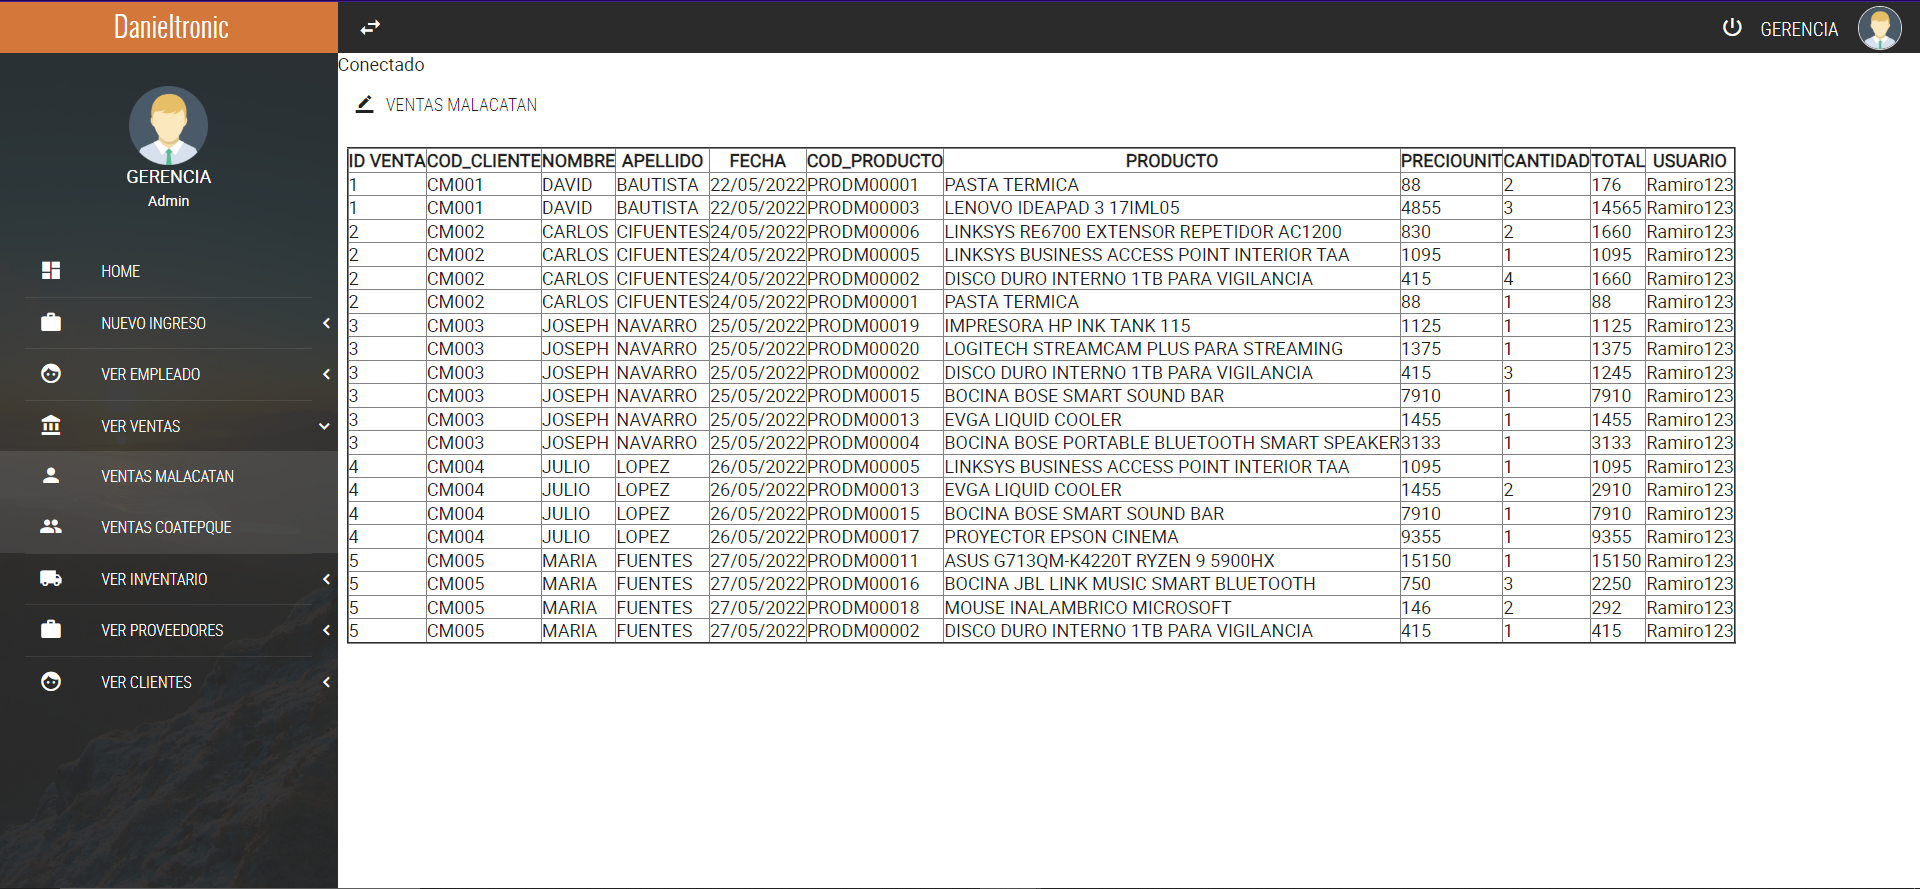 Danieltronic
GERENCIA
Conectado
GERENCIA
Admin
HOME
NUEVO INGRESO
VER EMPLEADO
VER VENTAS
VENTAS MALACATAN
VENTAS COATEPQUE
VER INVENTARIO
VER PROVEEDORES
VER CLIENTES
VENTAS MALACATAN
ID VENTA COD_CLIENTE NOMBRE APELLIDO FECHA COD_PRODUCTO PRODUCTO PRECIOUNIT CANTIDAD TOTAL USUARIO
1 CM001 DAVID BAUTISTA 22/05/2022 PRODM00001 PASTA TERMICA 88 2 176 Ramiro123
1 CM001 DAVID BAUTISTA 22/05/2022 PRODM00003 LENOVO IDEAPAD 3 17IML05 4855 3 14565 Ramiro123
2 CM002 CARLOS CIFUENTES 24/05/2022 PRODM00006 LINKSYS RE6700 EXTENSOR REPETIDOR AC1200 830 2 1660 Ramiro123
2 CM002 CARLOS CIFUENTES 24/05/2022 PRODM00005 LINKSYS BUSINESS ACCESS POINT INTERIOR TAA 1095 1 1095 Ramiro123
2 CM002 CARLOS CIFUENTES 24/05/2022 PRODM00002 DISCO DURO INTERNO 1TB PARA VIGILANCIA 415 4 1660 Ramiro123
2 CM002 CARLOS CIFUENTES 24/05/2022 PRODM00001 PASTA TERMICA 88 1 88 Ramiro123
3 CM003 JOSEPH NAVARRO 25/05/2022 PRODM00019 IMPRESORA HP INK TANK 115 1125 1 1125 Ramiro123
3 CM003 JOSEPH NAVARRO 25/05/2022 PRODM00020 LOGITECH STREAMCAM PLUS PARA STREAMING 1375 1 1375 Ramiro123
3 CM003 JOSEPH NAVARRO 25/05/2022 PRODM00002 DISCO DURO INTERNO 1TB PARA VIGILANCIA 415 3 1245 Ramiro123
3 CM003 JOSEPH NAVARRO 25/05/2022 PRODM00015 BOCINA BOSE SMART SOUND BAR 7910 1 7910 Ramiro123
3 CM003 JOSEPH NAVARRO 25/05/2022 PRODM00013 EVGA LIQUID COOLER 1455 1 1455 Ramiro123
3 CM003 JOSEPH NAVARRO 25/05/2022 PRODM00004 BOCINA BOSE PORTABLE BLUETOOTH SMART SPEAKER 3133 1 3133 Ramiro123
4 CM004 JULIO LOPEZ 26/05/2022 PRODM00005 LINKSYS BUSINESS ACCESS POINT INTERIOR TAA 1095 1 1095 Ramiro123
4 CM004 JULIO LOPEZ 26/05/2022 PRODM00013 EVGA LIQUID COOLER 1455 2 2910 Ramiro123
4 CM004 JULIO LOPEZ 26/05/2022 PRODM00015 BOCINA BOSE SMART SOUND BAR 7910 1 7910 Ramiro123
4 CM004 JULIO LOPEZ 26/05/2022 PRODM00017 PROYECTOR EPSON CINEMA 9355 1 9355 Ramiro123
5 CM005 MARIA FUENTES 27/05/2022 PRODM00011 ASUS G713QM-K4220T RYZEN 9 5900HX 15150 1 15150 Ramiro123
5 CM005 MARIA FUENTES 27/05/2022 PRODM00016 BOCINA JBL LINK MUSIC SMART BLUETOOTH 750 3 2250 Ramiro123
5 CM005 MARIA FUENTES 27/05/2022 PRODM00018 MOUSE INALAMBRICO MICROSOFT 146 2 292 Ramiro123
5 CM005 MARIA FUENTES 27/05/2022 PRODM00002 DISCO DURO INTERNO 1TB PARA VIGILANCIA 415 1 415 Ramiro123